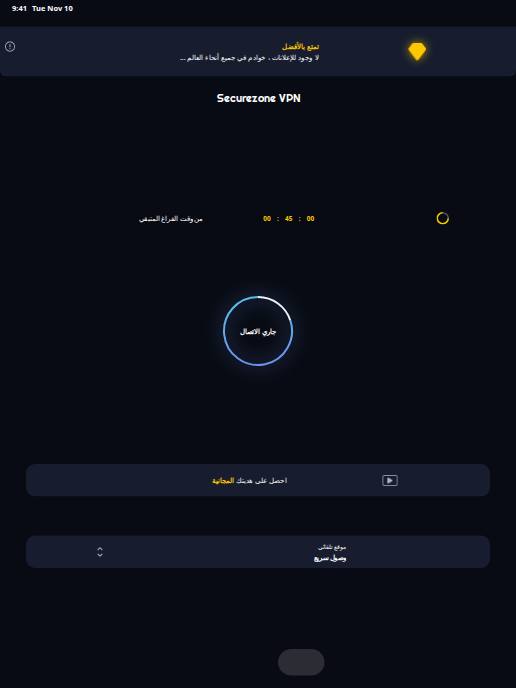 9:41 Tue Nov 10
تمتع بالأفضل
لا وجود للإعلانات ، خوادم في جميع أنحاء العالم ...
Securezone VPN
00 : 45 : 00
من وقت الفراغ المتبقي
جاري الاتصال
احصل على هديتك المجانية
موقع تلقائى
وصول سريع